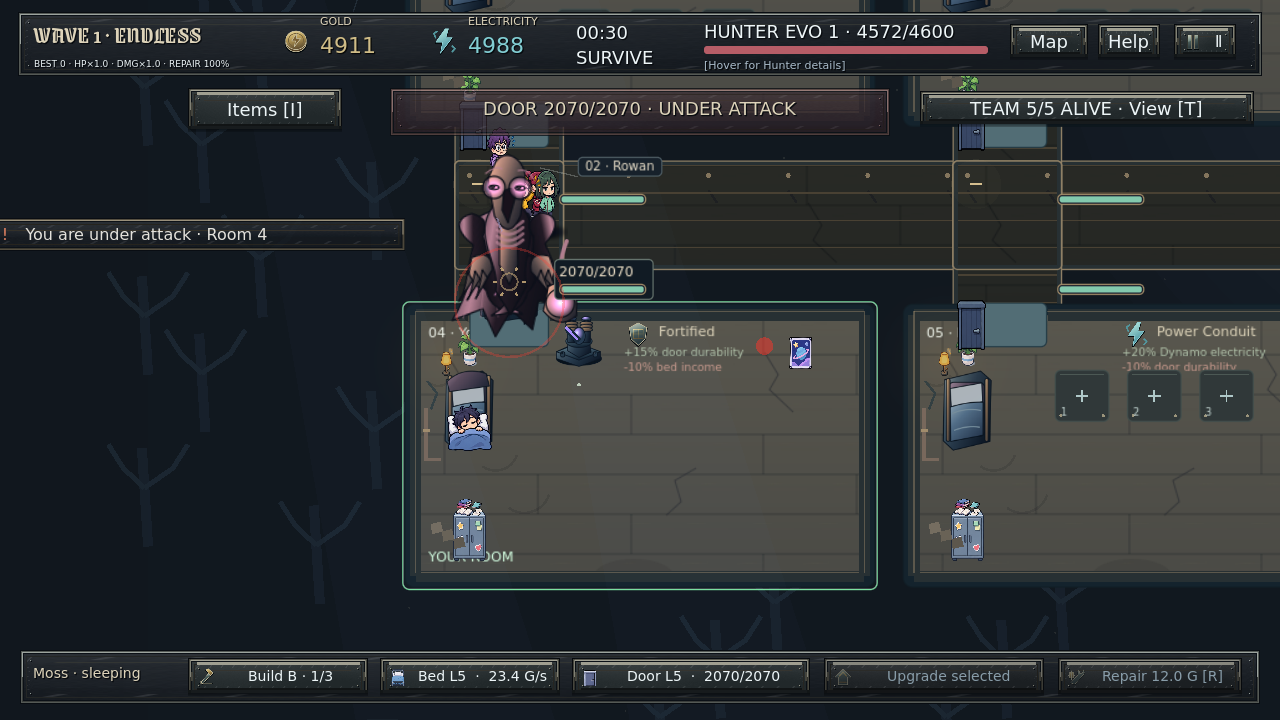 WAVE 1 · ENDLESS
BEST 0 · HP×1.0 · DMG×1.0 · REPAIR 100%
GOLD
4911
ELECTRICITY
4988
00:30
SURVIVE
HUNTER EVO 1 · 4572/4600
[Hover for Hunter details]
Map
Help
Items [I]
DOOR 2070/2070 · UNDER ATTACK
TEAM 5/5 ALIVE · View [T]
02 · Rowan
! You are under attack · Room 4
2070/2070
04 ·
Fortified
+15% door durability
-10% bed income
05 ·
Power Conduit
+20% Dynamo electricity
-10% door durability
+
1
+
2
+
3
YOUR ROOM
Moss · sleeping
Build B · 1/3
Bed L5 · 23.4 G/s
Door L5 · 2070/2070
Upgrade selected
Repair 12.0 G [R]